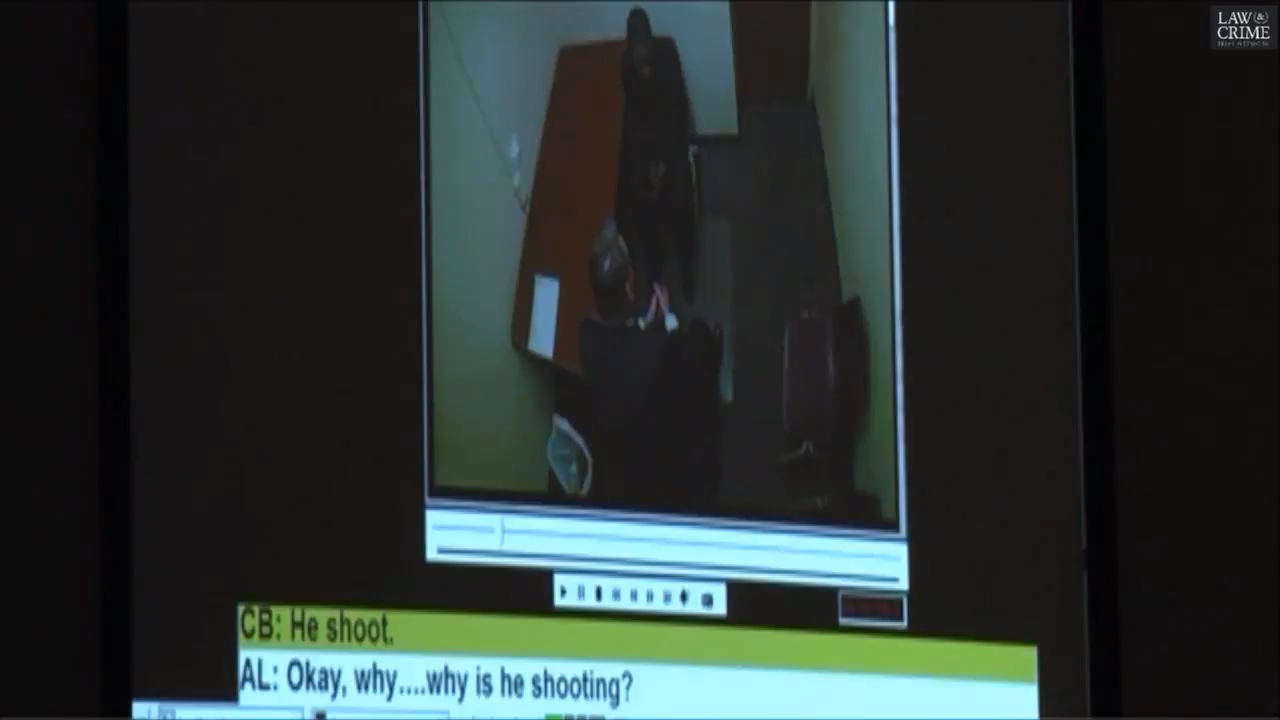 LAW &
CRIME
CB: He shoot.
AL: Okay, why....why is he shooting?